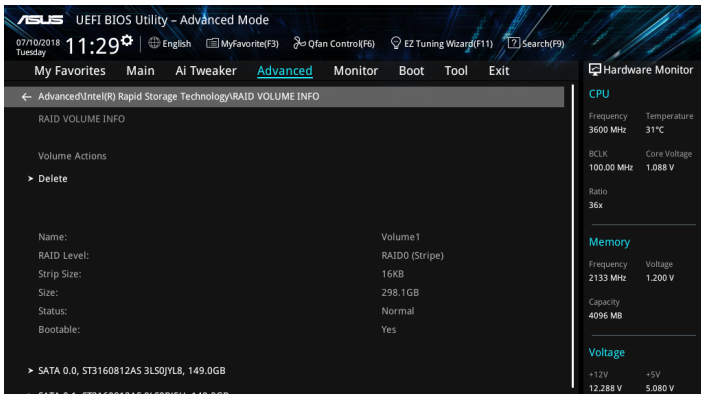 ASUS UEFI BIOS Utility – Advanced Mode
07/10/2018
Tuesday
11:29
English MyFavorite(F3) Qfan Control(F6) EZ Tuning Wizard(F11) ? Search(F9)
My Favorites Main Ai Tweaker Advanced Monitor Boot Tool Exit
Hardware Monitor
← Advanced\Intel(R) Rapid Storage Technology\RAID VOLUME INFO
RAID VOLUME INFO
Volume Actions
> Delete
Name: Volume1
RAID Level: RAID0 (Stripe)
Strip Size: 16KB
Size: 298.1GB
Status: Normal
Bootable: Yes
> SATA 0.0, ST3160812AS 3LS0JYL8, 149.0GB
CPU
Frequency Temperature
3600 MHz 31°C
BCLK Core Voltage
100.00 MHz 1.088 V
Ratio
36x
Memory
Frequency Voltage
2133 MHz 1.200 V
Capacity
4096 MB
Voltage
+12V +5V
12.288 V 5.080 V